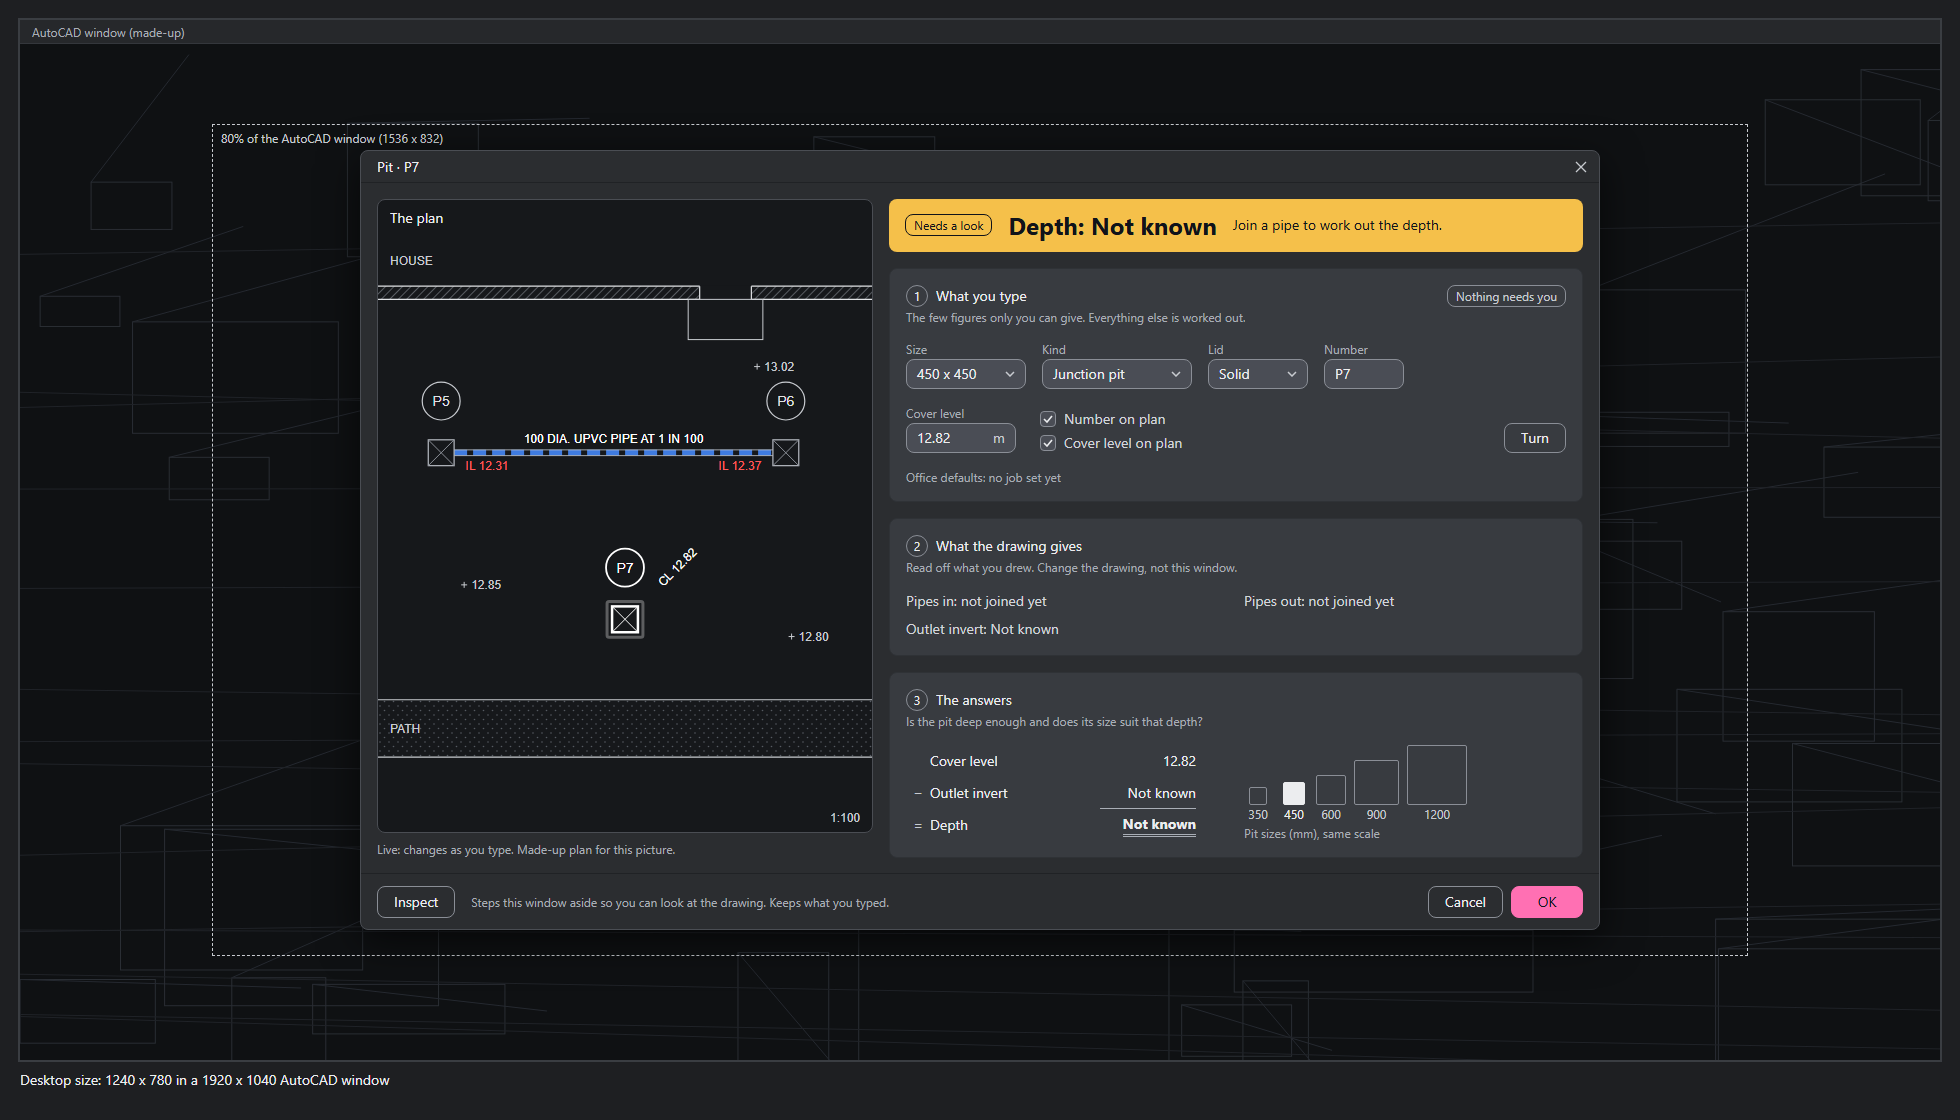 AutoCAD window (made-up)
80% of the AutoCAD window (1536 x 832)
Pit · P7
The plan
HOUSE
+ 13.02
P5
P6
100 DIA. UPVC PIPE AT 1 IN 100
IL 12.31
IL 12.37
P7
CL 12.82
+ 12.85
+ 12.80
PATH
1:100
Live: changes as you type. Made-up plan for this picture.
Needs a look
Depth: Not known
Join a pipe to work out the depth.
1 What you type
Nothing needs you
The few figures only you can give. Everything else is worked out.
Size
Kind
Lid
Number
450 x 450
Junction pit
Solid
P7
Cover level
12.82 m
Number on plan
Cover level on plan
Turn
Office defaults: no job set yet
2 What the drawing gives
Read off what you drew. Change the drawing, not this window.
Pipes in: not joined yet
Pipes out: not joined yet
Outlet invert: Not known
3 The answers
Is the pit deep enough and does its size suit that depth?
Cover level 12.82
− Outlet invert Not known
= Depth Not known
350 450 600 900 1200
Pit sizes (mm), same scale
Inspect
Steps this window aside so you can look at the drawing. Keeps what you typed.
Cancel
OK
Desktop size: 1240 x 780 in a 1920 x 1040 AutoCAD window